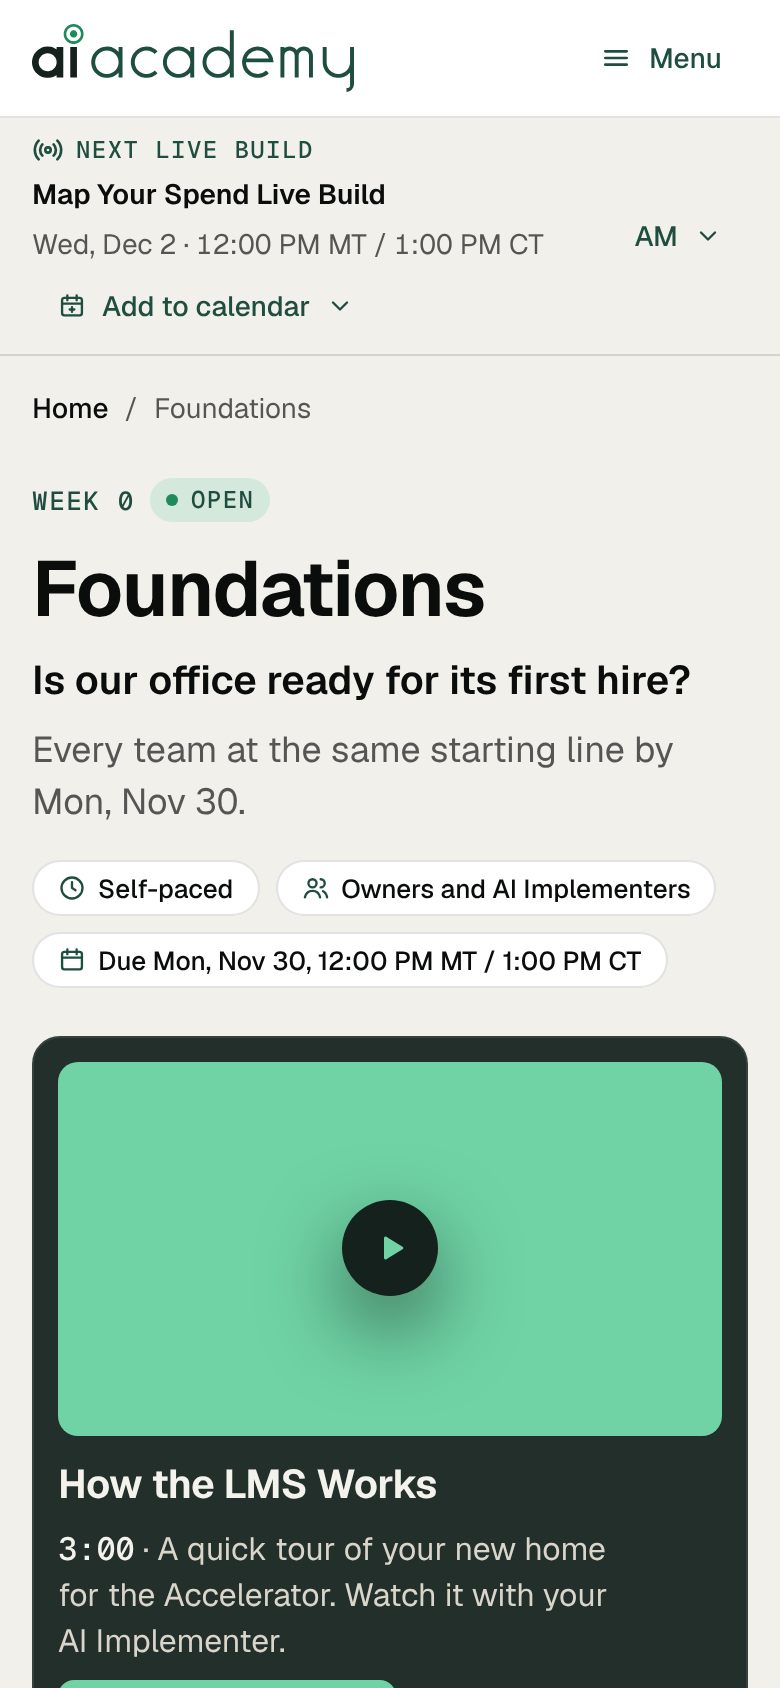 ai academy
Menu
NEXT LIVE BUILD
Map Your Spend Live Build
Wed, Dec 2 · 12:00 PM MT / 1:00 PM CT
AM
Add to calendar
Home / Foundations
WEEK 0 OPEN
Foundations
Is our office ready for its first hire?
Every team at the same starting line by
Mon, Nov 30.
Self-paced
Owners and AI Implementers
Due Mon, Nov 30, 12:00 PM MT / 1:00 PM CT
How the LMS Works
3:00 · A quick tour of your new home
for the Accelerator. Watch it with your
AI Implementer.